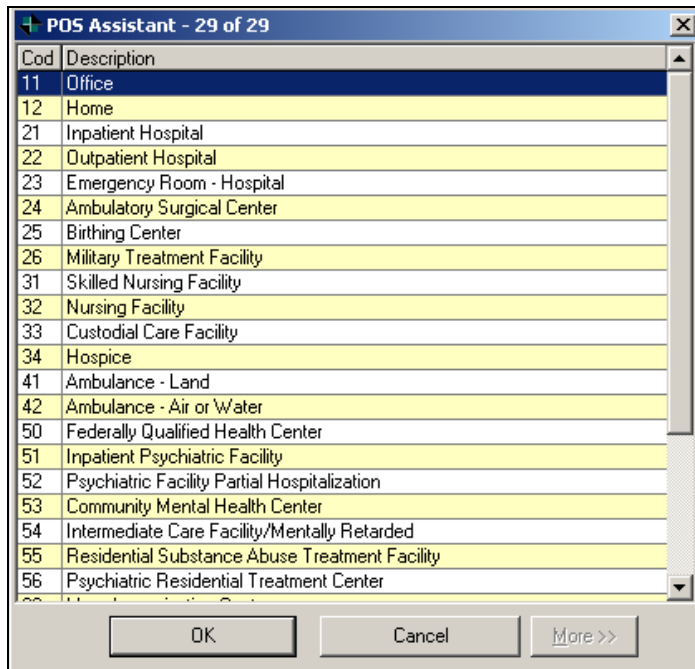 POS Assistant - 29 of 29
Cod Description
11 Office
12 Home
21 Inpatient Hospital
22 Outpatient Hospital
23 Emergency Room - Hospital
24 Ambulatory Surgical Center
25 Birthing Center
26 Military Treatment Facility
31 Skilled Nursing Facility
32 Nursing Facility
33 Custodial Care Facility
34 Hospice
41 Ambulance - Land
42 Ambulance - Air or Water
50 Federally Qualified Health Center
51 Inpatient Psychiatric Facility
52 Psychiatric Facility Partial Hospitalization
53 Community Mental Health Center
54 Intermediate Care Facility/Mentally Retarded
55 Residential Substance Abuse Treatment Facility
56 Psychiatric Residential Treatment Center
OK Cancel More >>